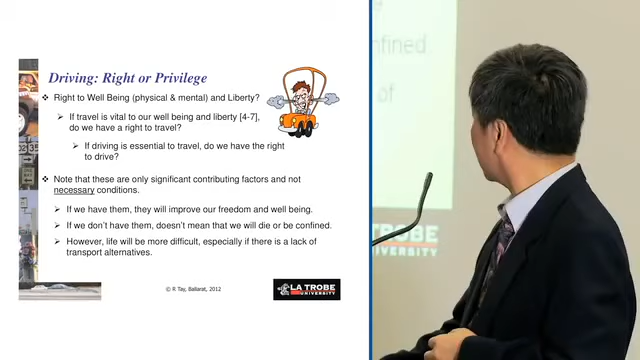 Driving: Right or Privilege
❖ Right to Well Being (physical & mental) and Liberty?
➢ If travel is vital to our well being and liberty [4-7],
do we have a right to travel?
➢ If driving is essential to travel, do we have the right
to drive?
❖ Note that these are only significant contributing factors and not
necessary conditions.
➢ If we have them, they will improve our freedom and well being.
➢ If we don't have them, doesn't mean that we will die or be confined.
➢ However, life will be more difficult, especially if there is a lack of
transport alternatives.
© R Tay, Ballarat, 2012
LA TROBE
UNIVERSITY
nfined.
of
LA TROBE
UNIVERSITY
35